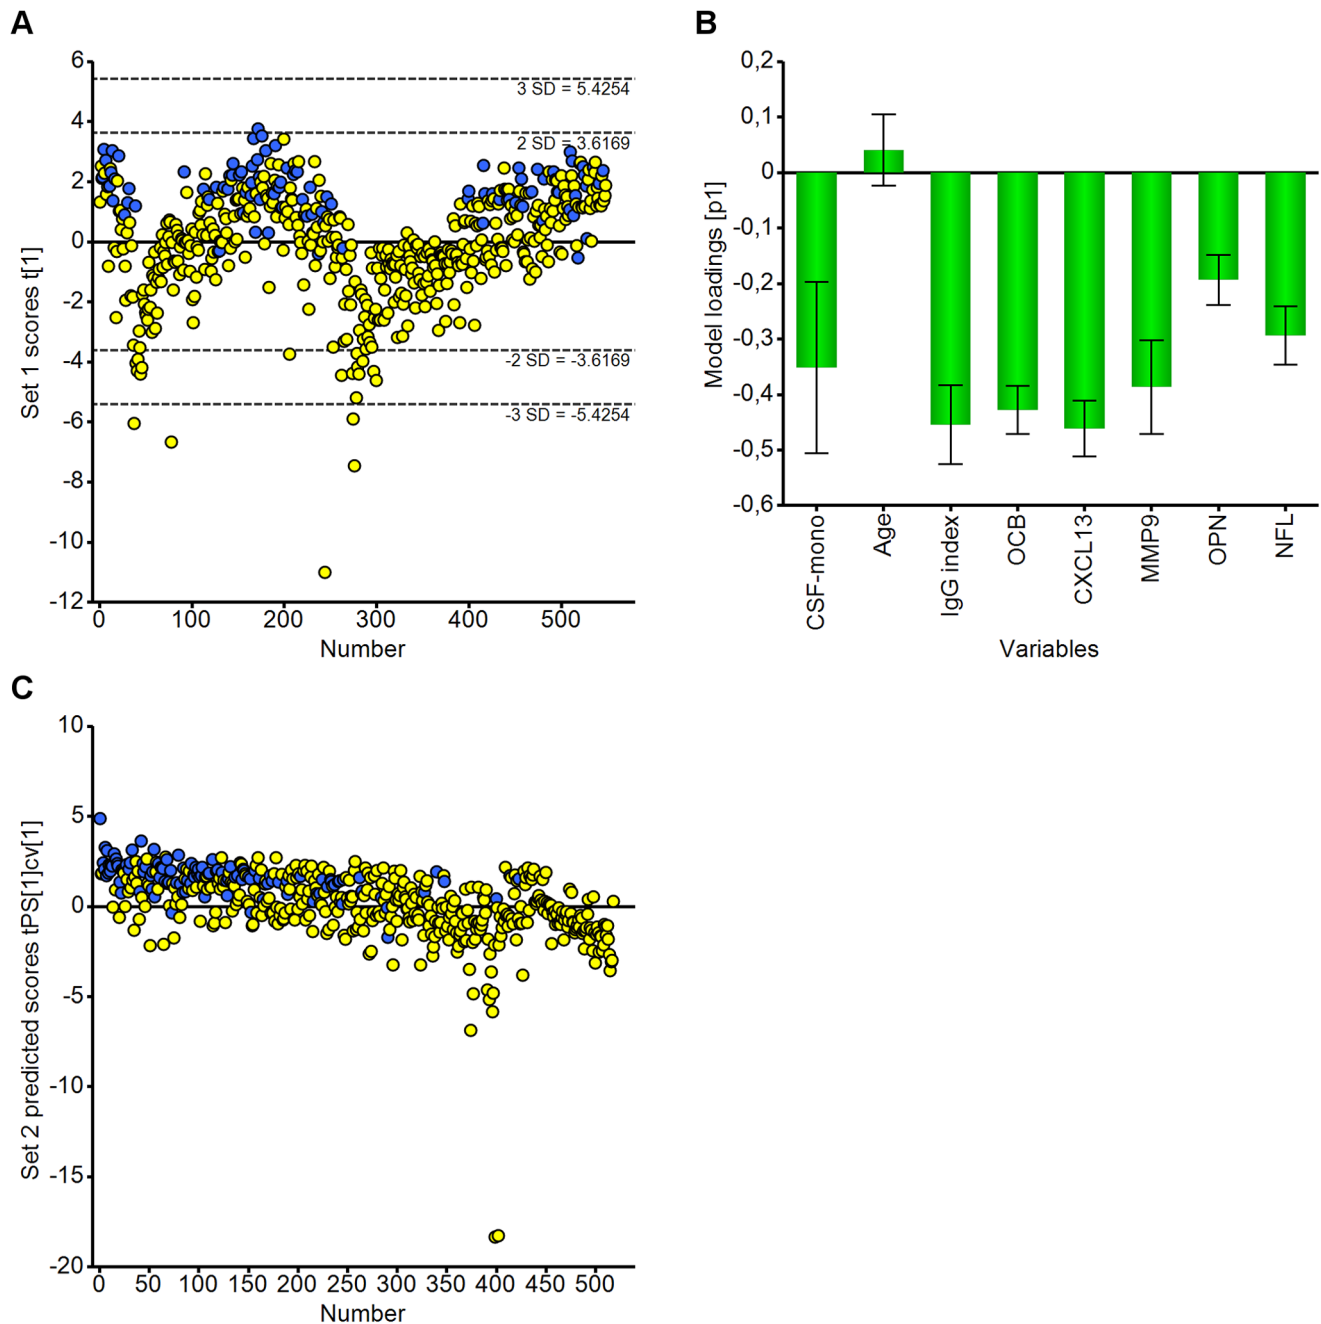 A
6
4
2
0
-2
-4
-6
-8
-10
-12
Set 1 scores t[1]
3 SD = 5.4254
2 SD = 3.6169
-2 SD = -3.6169
-3 SD = -5.4254
0 100 200 300 400 500
Number
B
0,2
0,1
0
-0,1
-0,2
-0,3
-0,4
-0,5
-0,6
Model loadings [p1]
CSF-mono
Age
IgG index
OCB
CXCL13
MMP9
OPN
NFL
Variables
C
10
5
0
-5
-10
-15
-20
Set 2 predicted scores tPS[1]cv[1]
0 50 100 150 200 250 300 350 400 450 500
Number